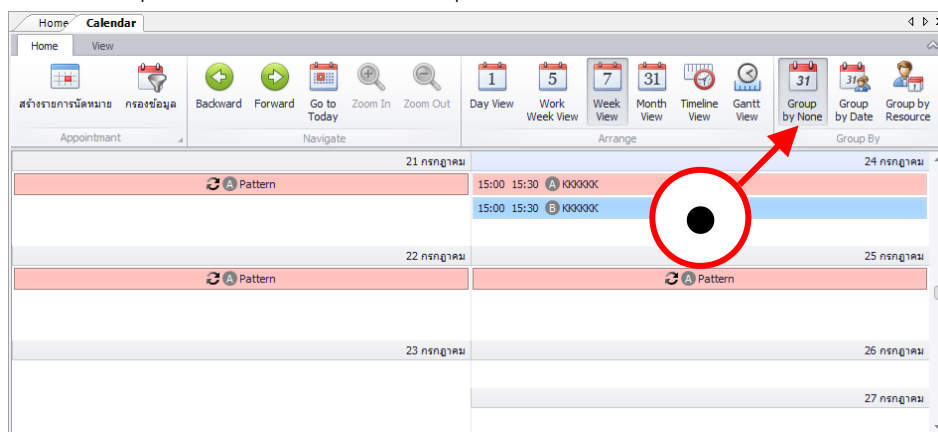 Home Calendar
Home View
สร้างรายการนัดหมาย กรองข้อมูล Backward Forward Go to Today Zoom In Zoom Out 1 Day View 5 Work Week View 7 Week View 31 Month View Timeline View Gantt View 31 Group by None 31 Group by Date Group by Resource
Appointment Navigate Arrange Group By
21 กรกฎาคม 24 กรกฎาคม
A Pattern 15:00 15:30 A KKKKKK
15:00 15:30 B KKKKKK
22 กรกฎาคม 25 กรกฎาคม
A Pattern A Pattern
23 กรกฎาคม 26 กรกฎาคม
27 กรกฎาคม